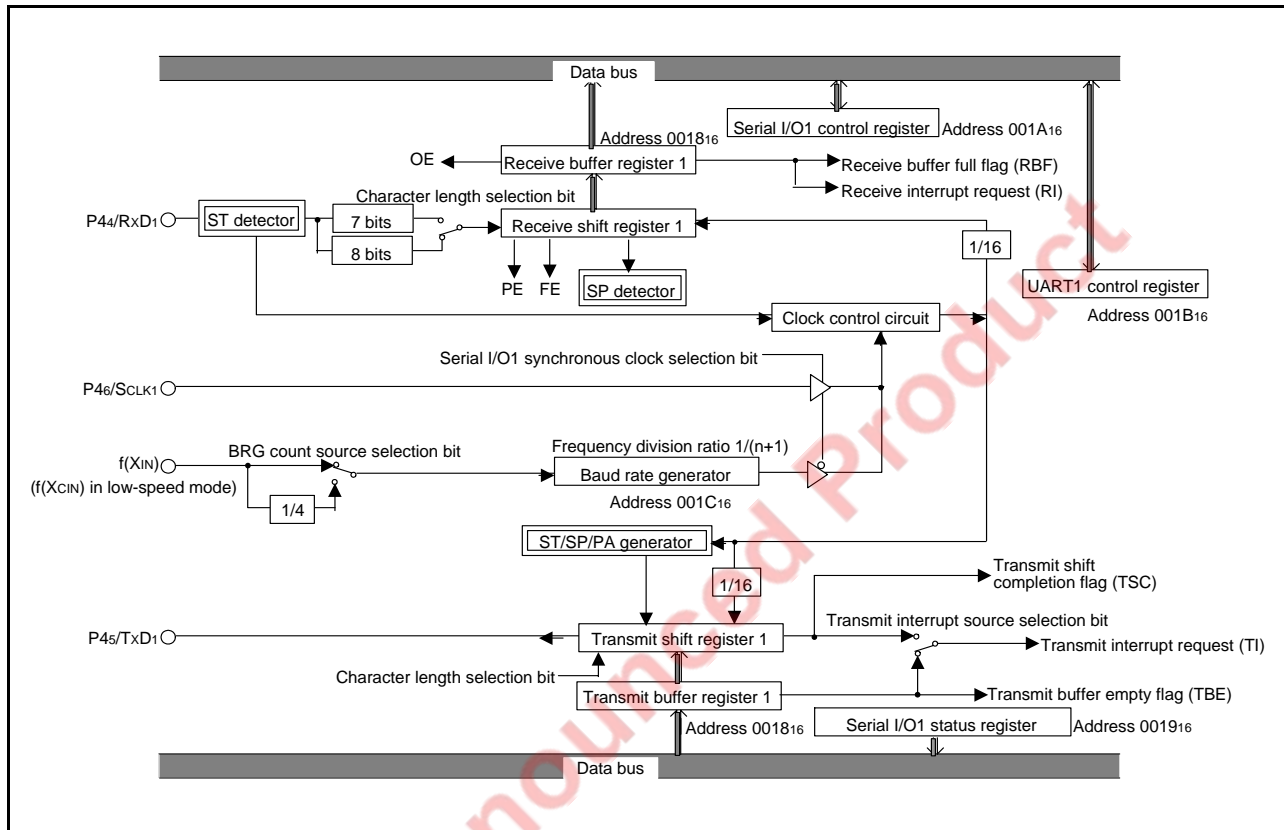 Data bus
Serial I/O1 control register Address 001A16
Address 001816
OE
Receive buffer register 1
Receive buffer full flag (RBF)
Receive interrupt request (RI)
Character length selection bit
P44/RxD1
ST detector
7 bits
8 bits
Receive shift register 1
1/16
PE
FE
SP detector
UART1 control register
Address 001B16
Clock control circuit
Serial I/O1 synchronous clock selection bit
P46/SCLK1
BRG count source selection bit
Frequency division ratio 1/(n+1)
f(XIN)
Baud rate generator
(f(XCIN) in low-speed mode)
1/4
Address 001C16
ST/SP/PA generator
1/16
Transmit shift
completion flag (TSC)
Transmit interrupt source selection bit
P45/TxD1
Transmit shift register 1
Transmit interrupt request (TI)
Character length selection bit
Transmit buffer register 1
Transmit buffer empty flag (TBE)
Address 001816
Serial I/O1 status register Address 001916
Data bus
nounced Product